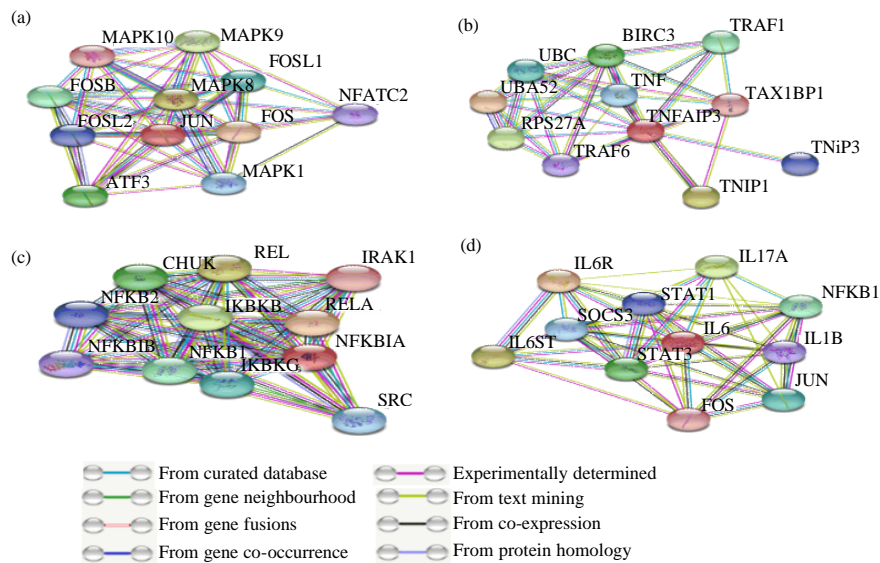 (a)
MAPK10
MAPK9
FOSL1
FOSB
MAPK8
NFATC2
FOSL2
JUN
FOS
ATF3
MAPK1
(b)
BIRC3
TRAF1
UBC
TNF
UBA52
TAX1BP1
RPS27A
TNFAIP3
TRAF6
TNiP3
TNIP1
(c)
CHUK
REL
IRAK1
NFKB2
IKBKB
RELA
NFKBIB
NFKB1
NFKBIA
IKBKG
SRC
(d)
IL6R
IL17A
STAT1
NFKB1
SOCS3
IL6
IL6ST
STAT3
IL1B
JUN
FOS
From curated database
From gene neighbourhood
From gene fusions
From gene co-occurrence
Experimentally determined
From text mining
From co-expression
From protein homology